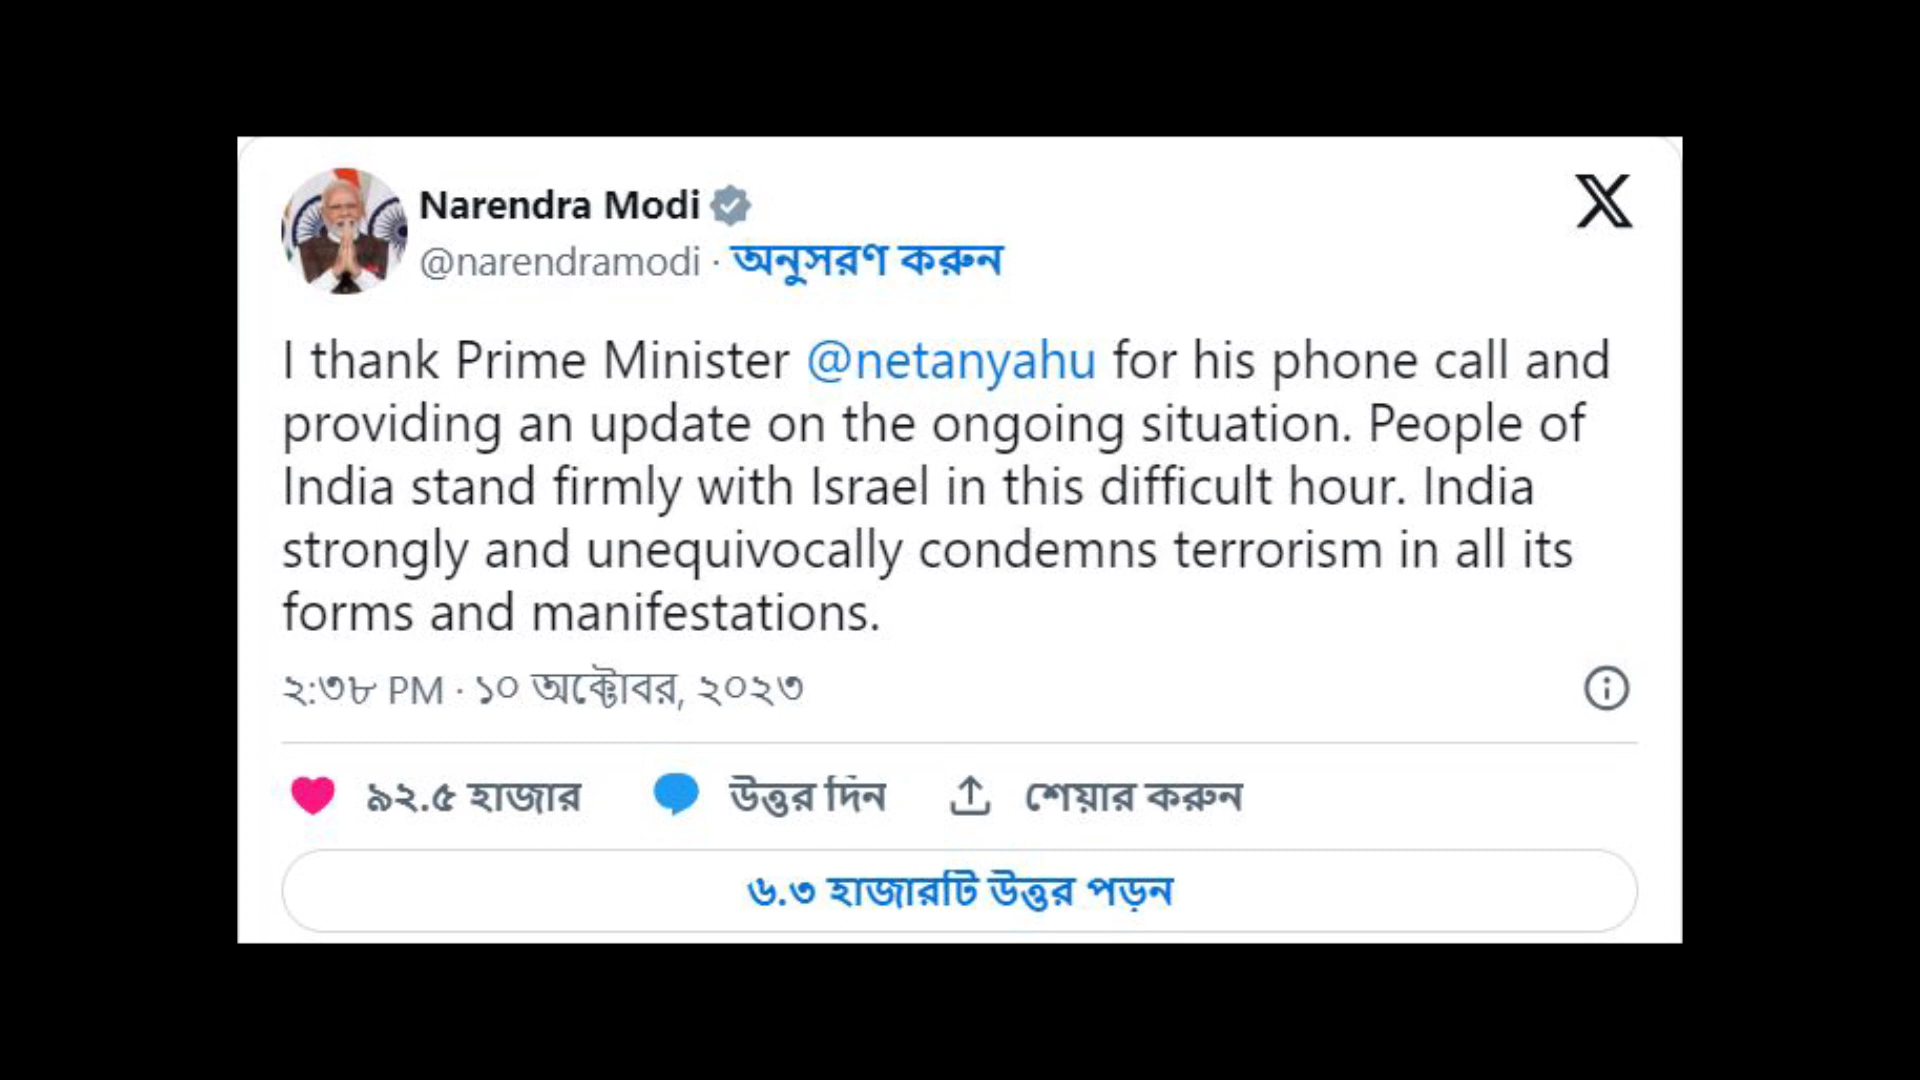 Narendra Modi
@narendramodi · অনুসরণ করুন
I thank Prime Minister @netanyahu for his phone call and
providing an update on the ongoing situation. People of
India stand firmly with Israel in this difficult hour. India
strongly and unequivocally condemns terrorism in all its
forms and manifestations.
২:৩৮ PM · ১০ অক্টোবর, ২০২৩
৯২.৫ হাজার উত্তর দিন শেয়ার করুন
৬.৩ হাজারটি উত্তর পড়ন